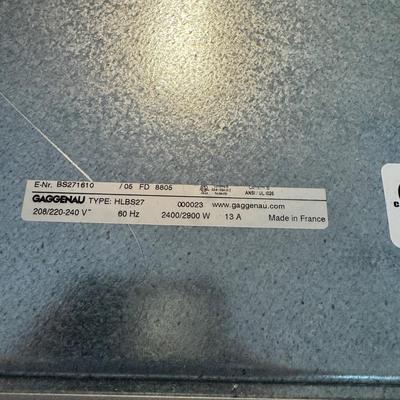 E-Nr. BS271610 / 05 FD 8805
ANSI / UL 1026
GAGGENAU TYPE: HLBS27 000023 www.gaggenau.com
208/220-240 V~ 60 Hz 2400/2900 W 13 A Made in France